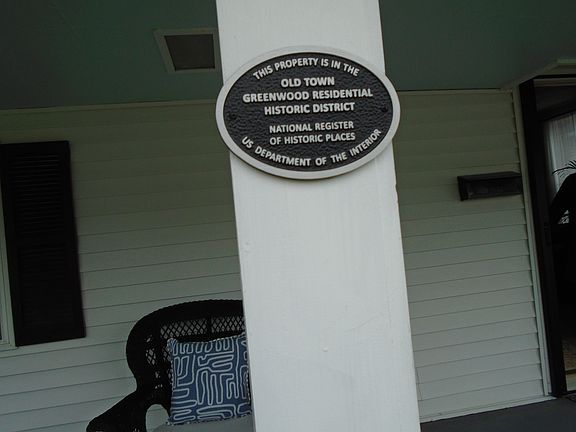 THIS PROPERTY IS IN THE
OLD TOWN
GREENWOOD RESIDENTIAL
HISTORIC DISTRICT
NATIONAL REGISTER
OF HISTORIC PLACES
US DEPARTMENT OF THE INTERIOR